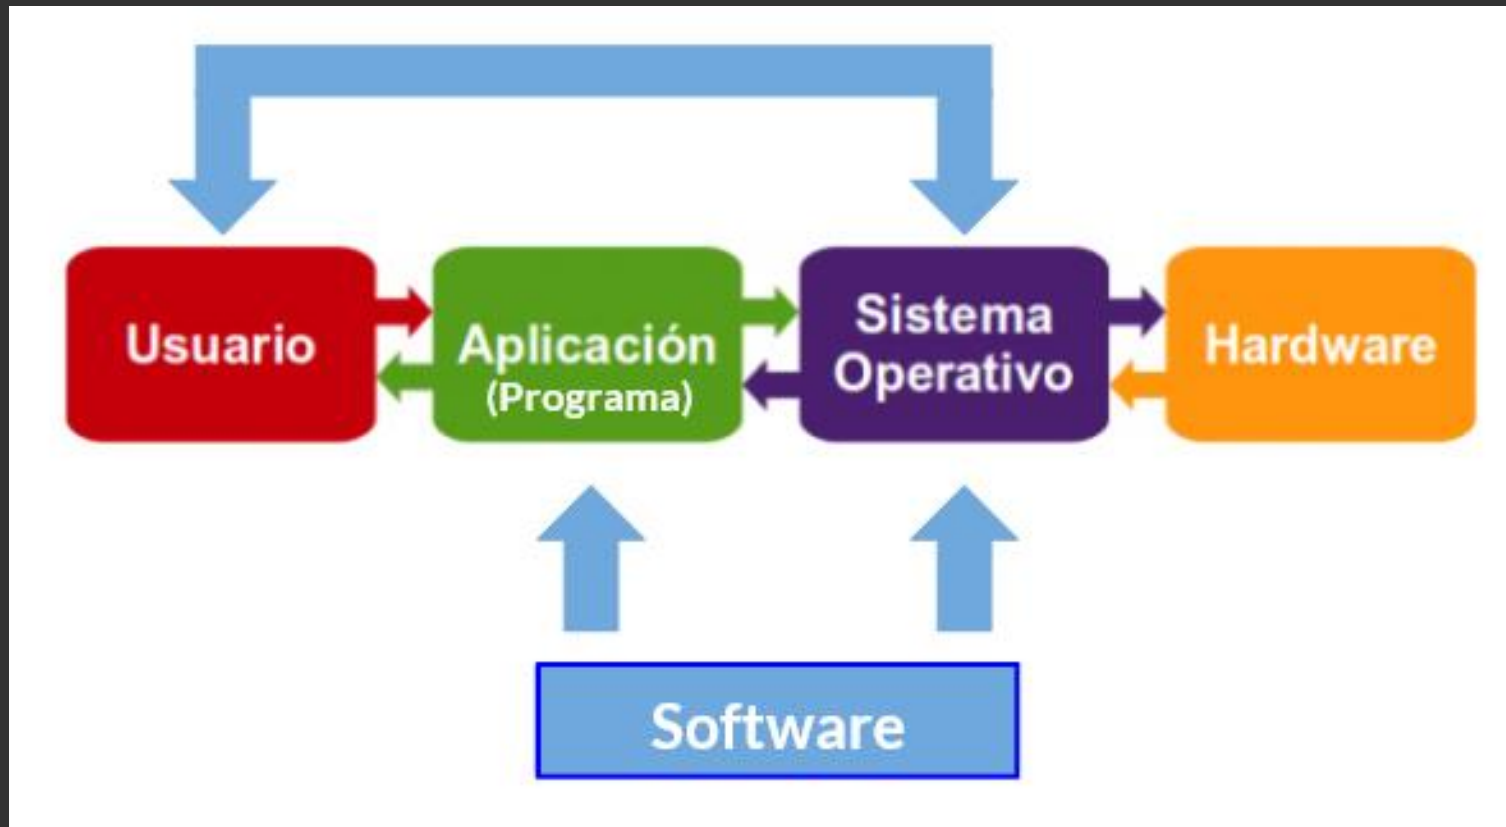 Usuario
Aplicación
(Programa)
Sistema
Operativo
Hardware
Software